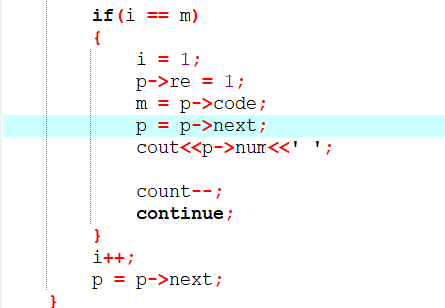 if(i == m)
{
i = 1;
p->re = 1;
m = p->code;
p = p->next;
cout<<p->num<<' ';
count--;
continue;
}
i++;
p = p->next;
}